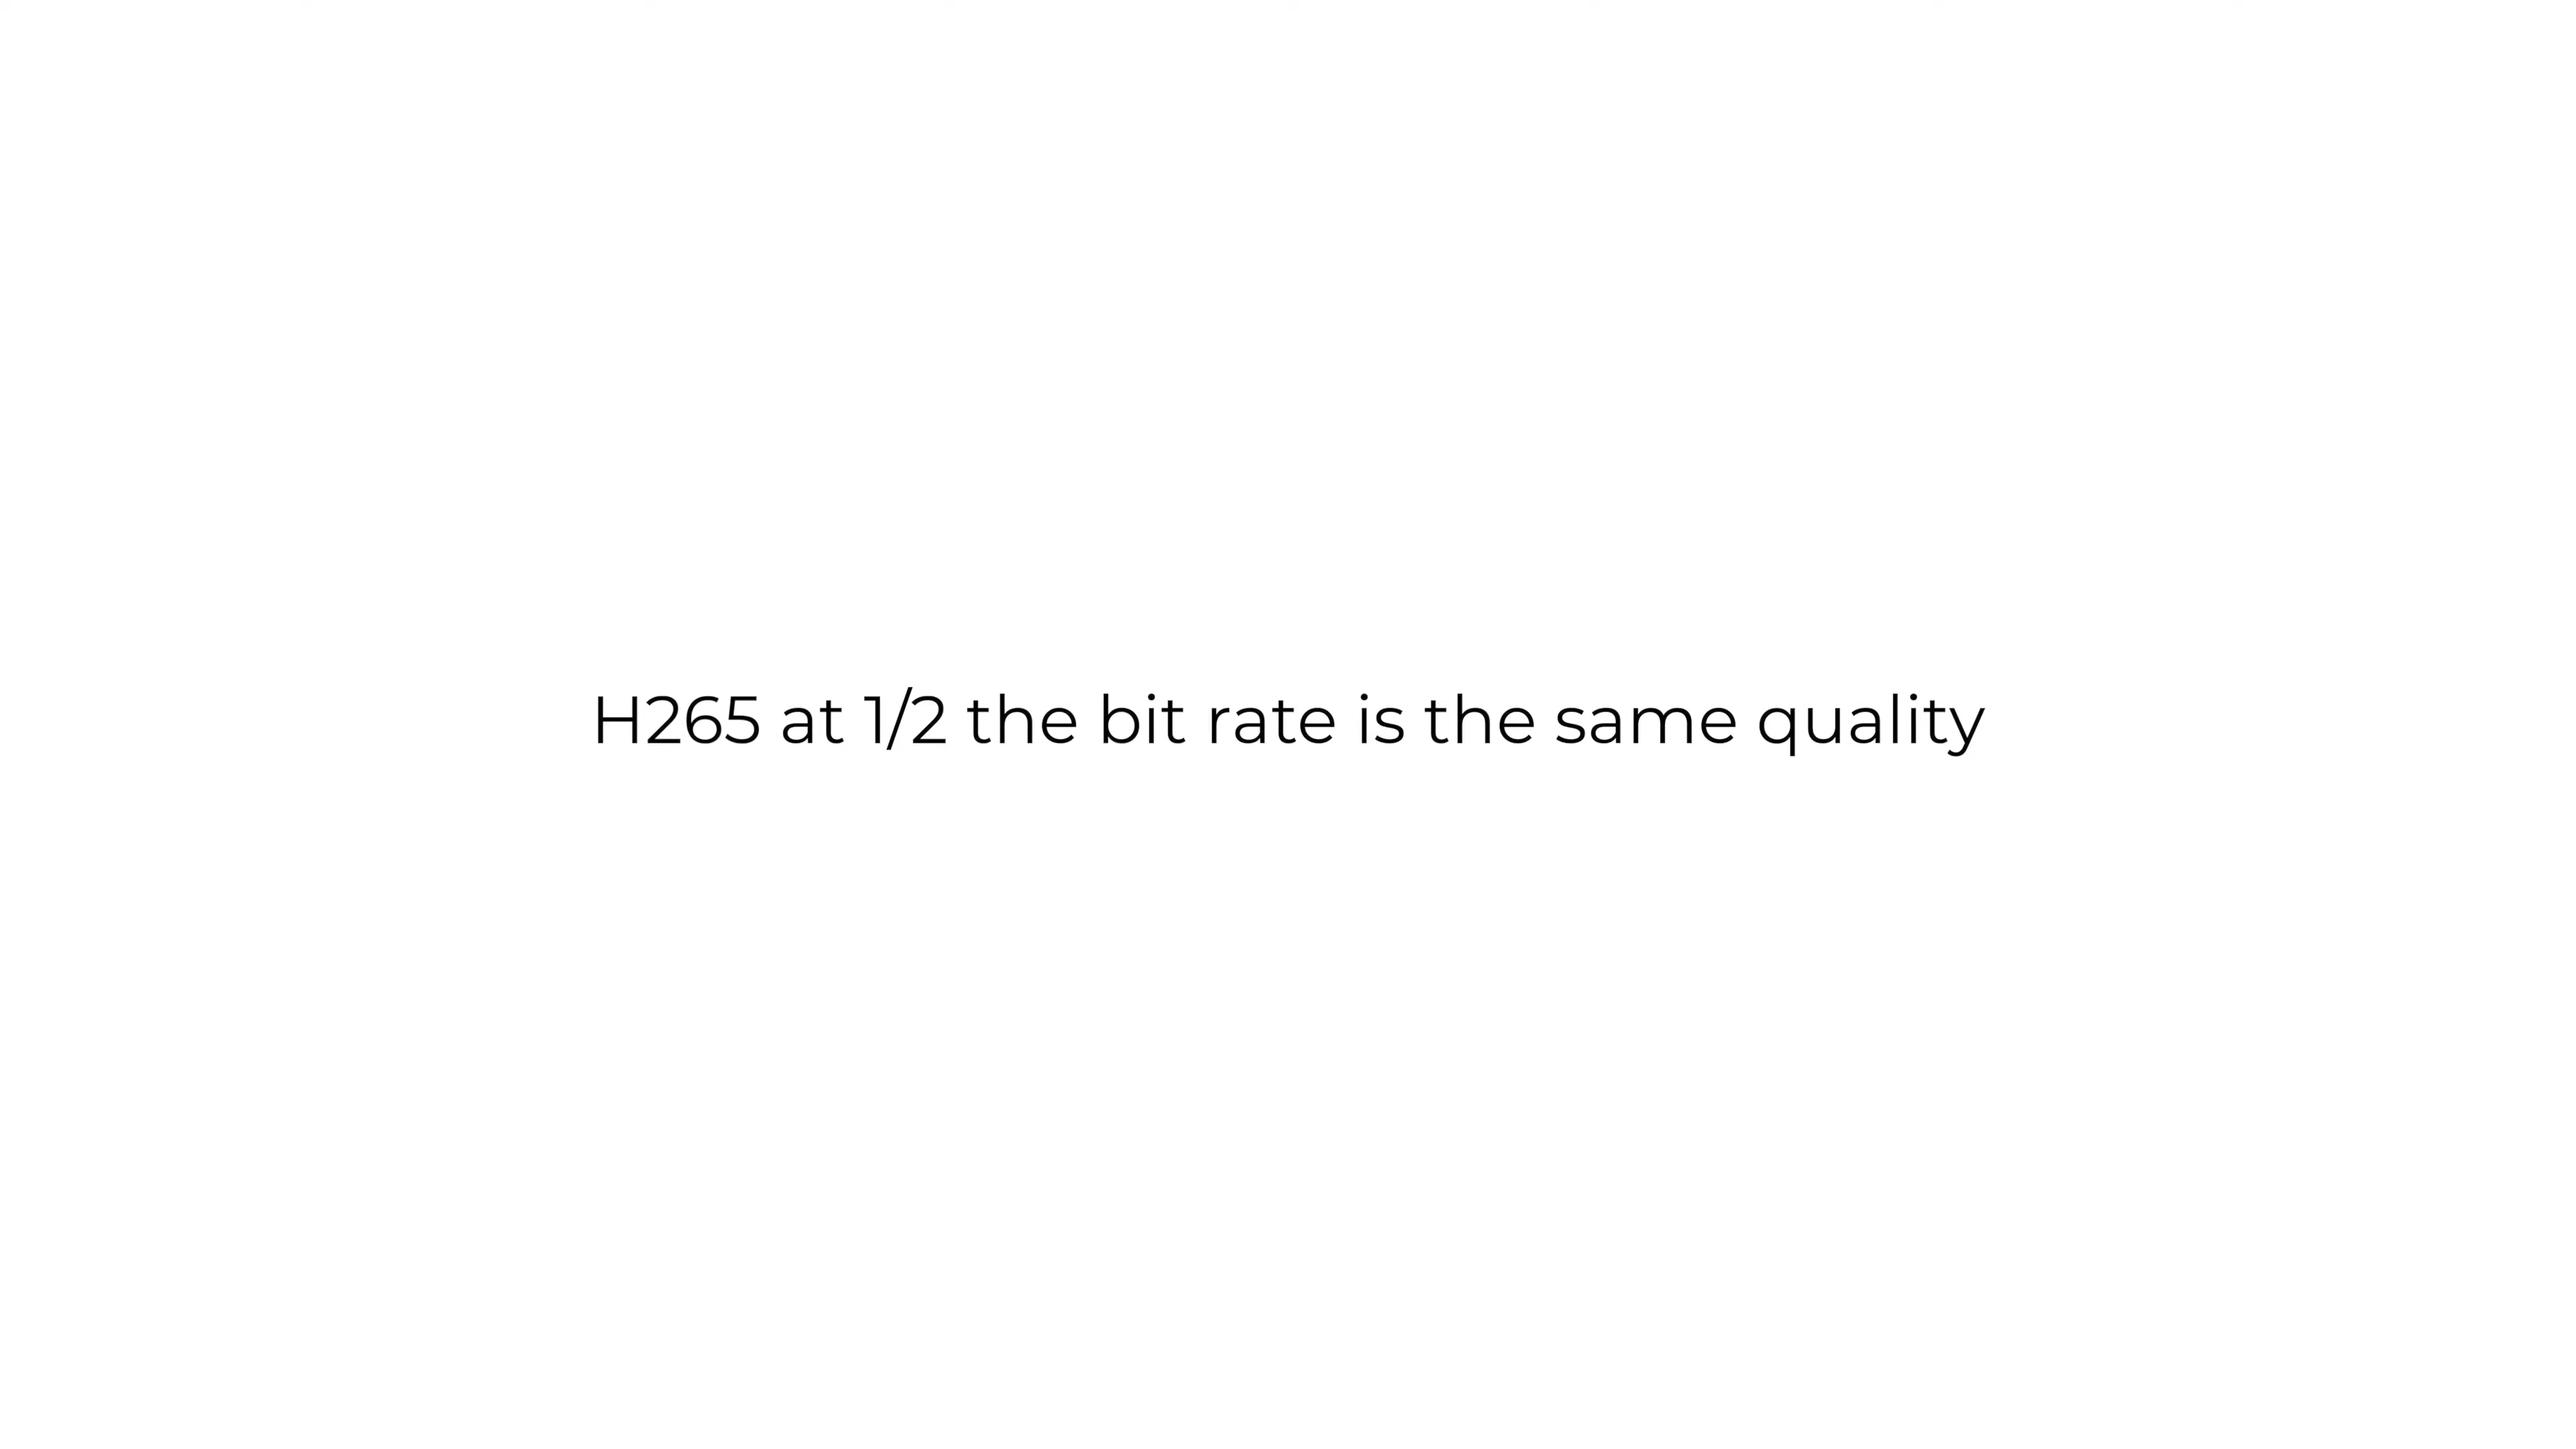 H265 at 1/2 the bit rate is the same quality